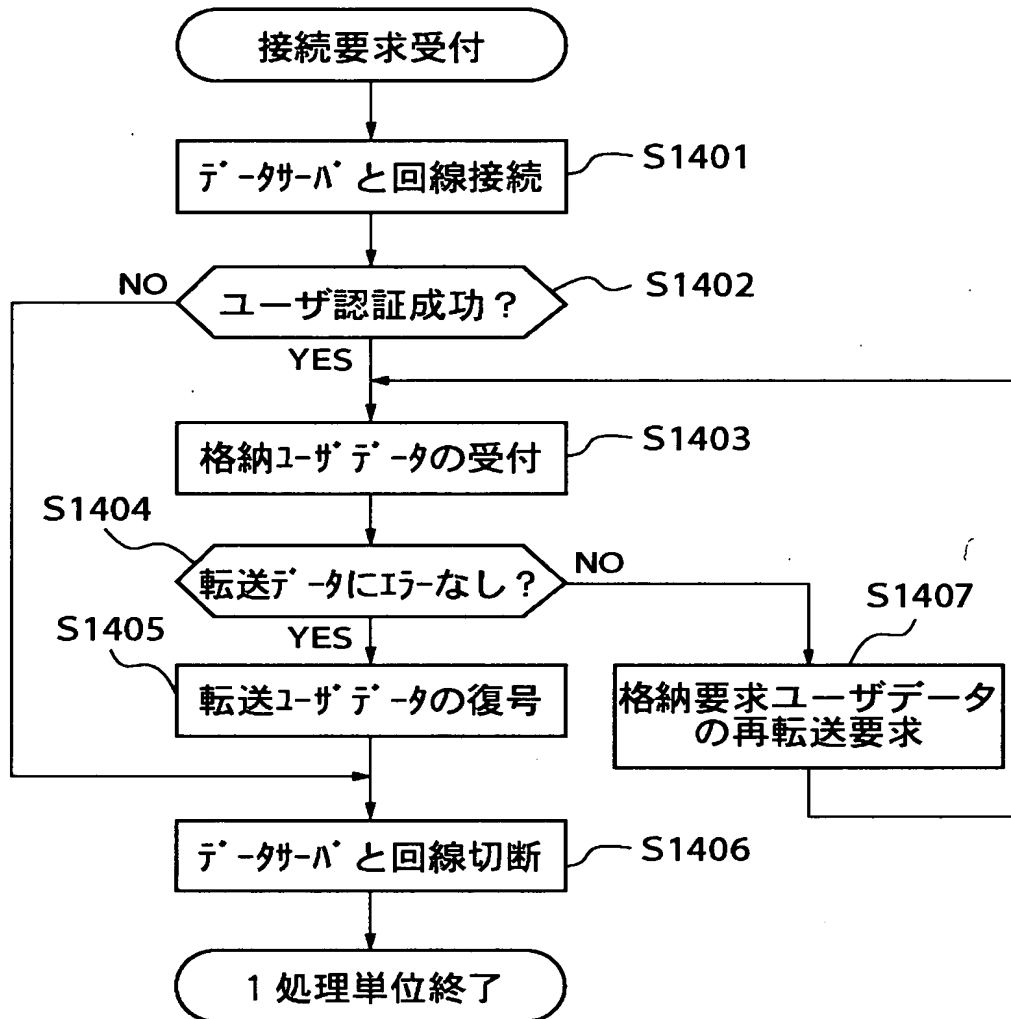 接続要求受付
データサーバと回線接続
S1401
NO
ユーザ認証成功？
S1402
YES
格納ユーザデータの受付
S1403
S1404
転送データにエラーなし？
NO
YES
S1405
転送ユーザデータの復号
S1407
格納要求ユーザデータ
の再転送要求
データサーバと回線切断
S1406
1処理単位終了